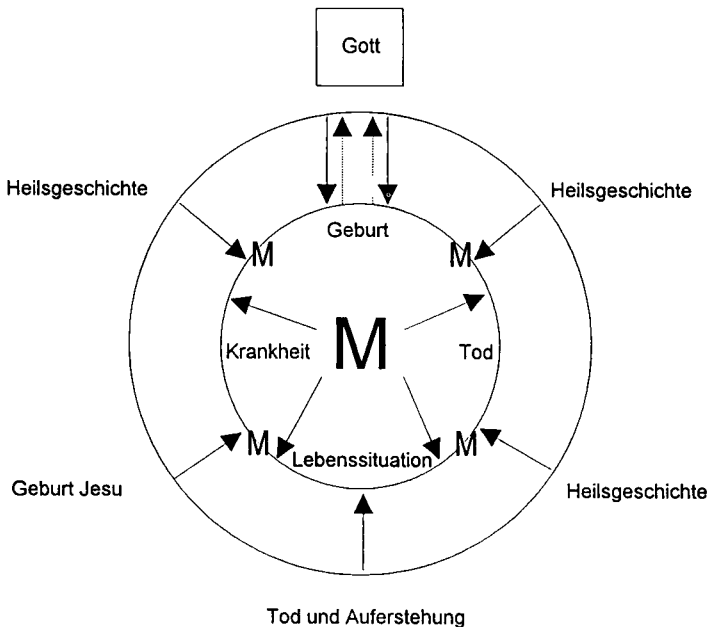 Gott
Heilsgeschichte
Heilsgeschichte
Geburt
M
M
Krankheit
M
Tod
M
M
Lebenssituation
Geburt Jesu
Heilsgeschichte
Tod und Auferstehung